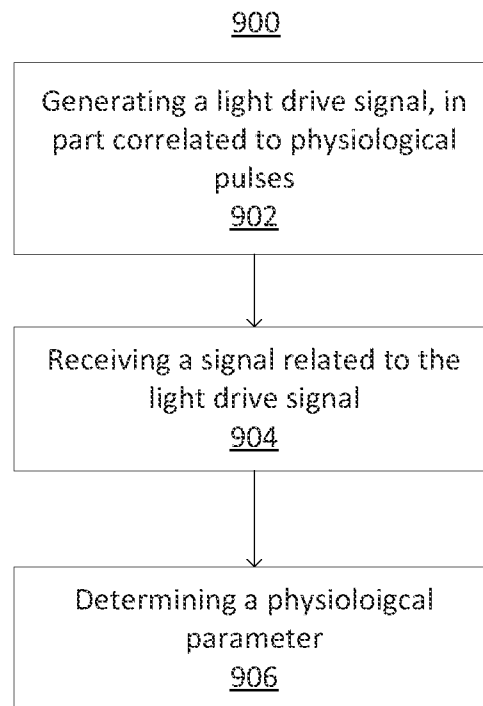 900
Generating a light drive signal, in
part correlated to physiological
pulses
902
Receiving a signal related to the
light drive signal
904
Determining a physioloigcal
parameter
906